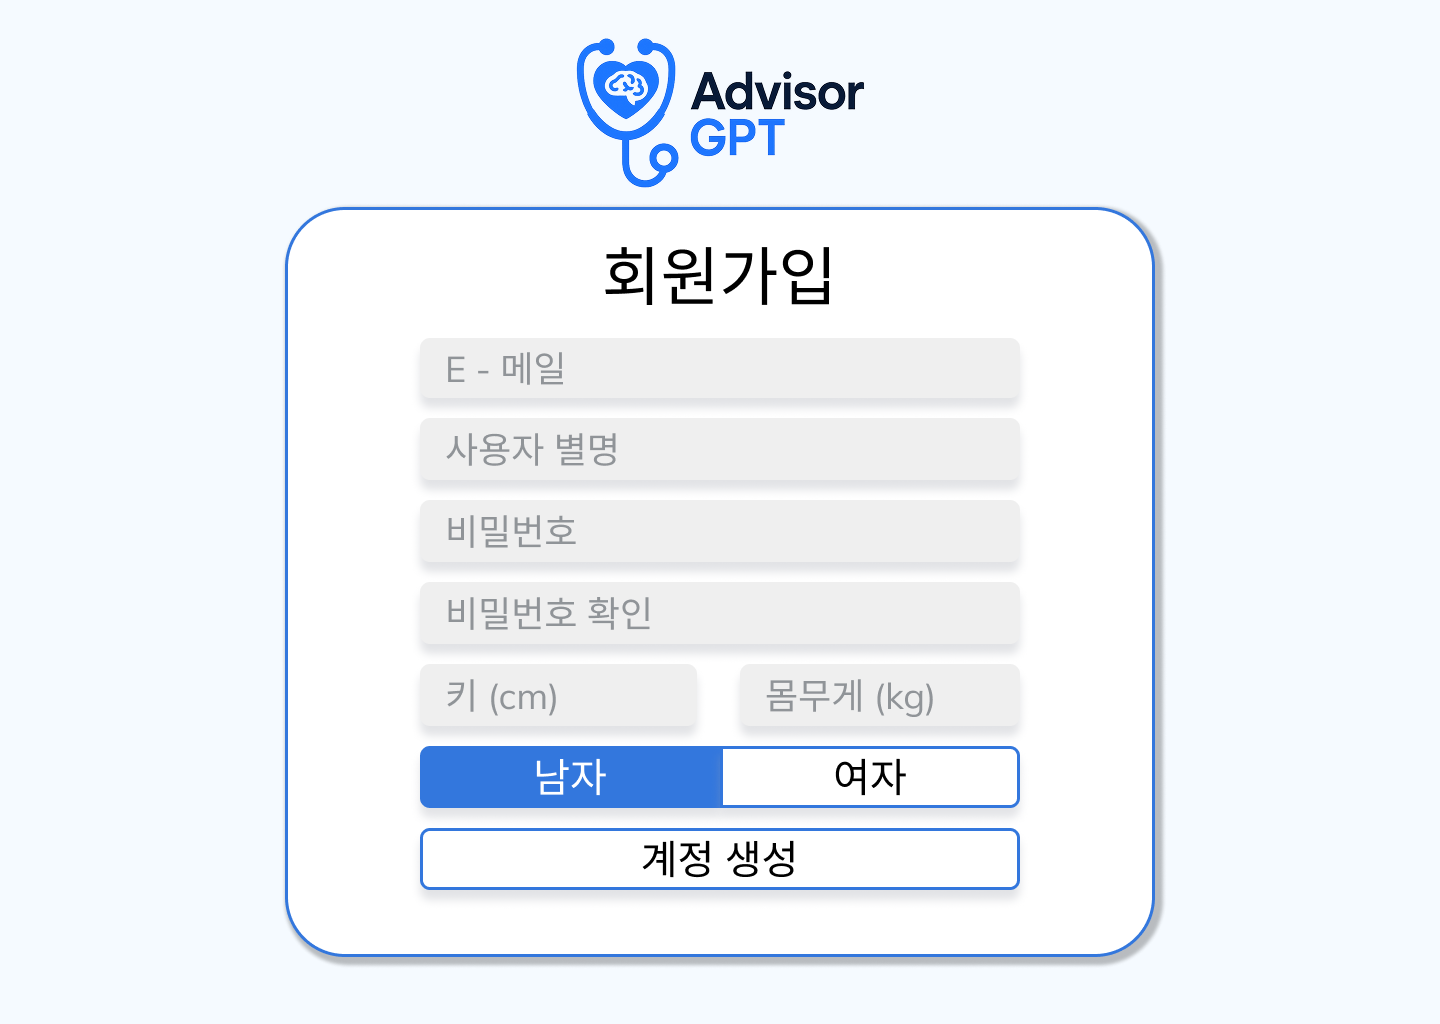 Advisor
GPT
회원가입
E - 메일
사용자 별명
비밀번호
비밀번호 확인
키 (cm) 몸무게 (kg)
남자 여자
계정 생성